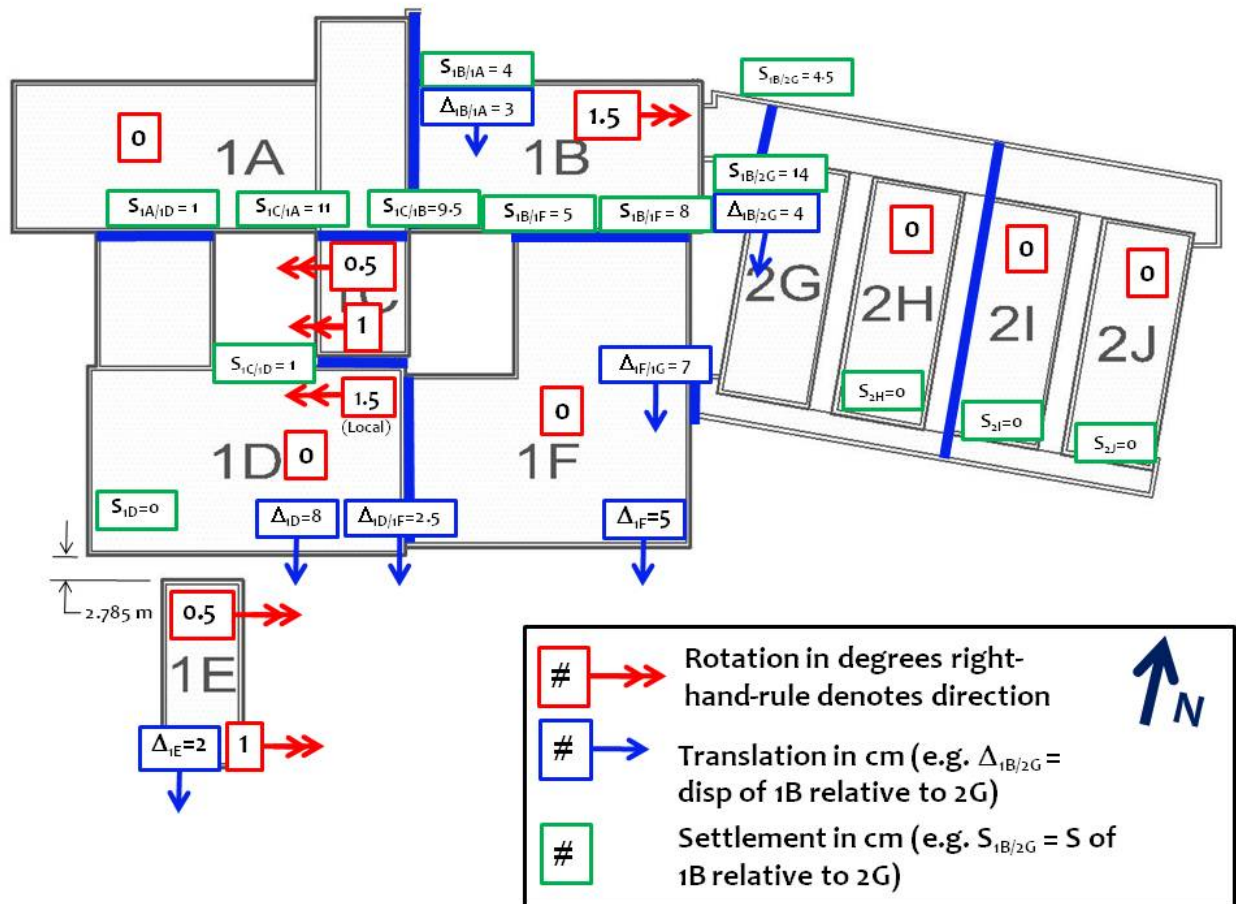 S1B/1A = 4
Δ1B/1A = 3
1.5
1B
S1B/2G = 4.5
0
1A
S1B/2G = 14
Δ1B/2G = 4
S1A/1D = 1
S1C/1A = 11
S1C/1B=9.5
S1B/1F = 5
S1B/1F = 8
0
0
0
0.5
1C
1
2G
2H
2I
2J
S1C/1D = 1
Δ1F/1G = 7
1.5
(Local)
S2H=0
S2I=0
S2J=0
0
1D
0
1F
S1D=0
Δ1D=8
Δ1D/1F=2.5
Δ1F=5
2.785 m
0.5
1E
Δ1E=2
1
# Rotation in degrees right-
hand-rule denotes direction
N
# Translation in cm (e.g. Δ1B/2G =
disp of 1B relative to 2G)
# Settlement in cm (e.g. S1B/2G = S of
1B relative to 2G)